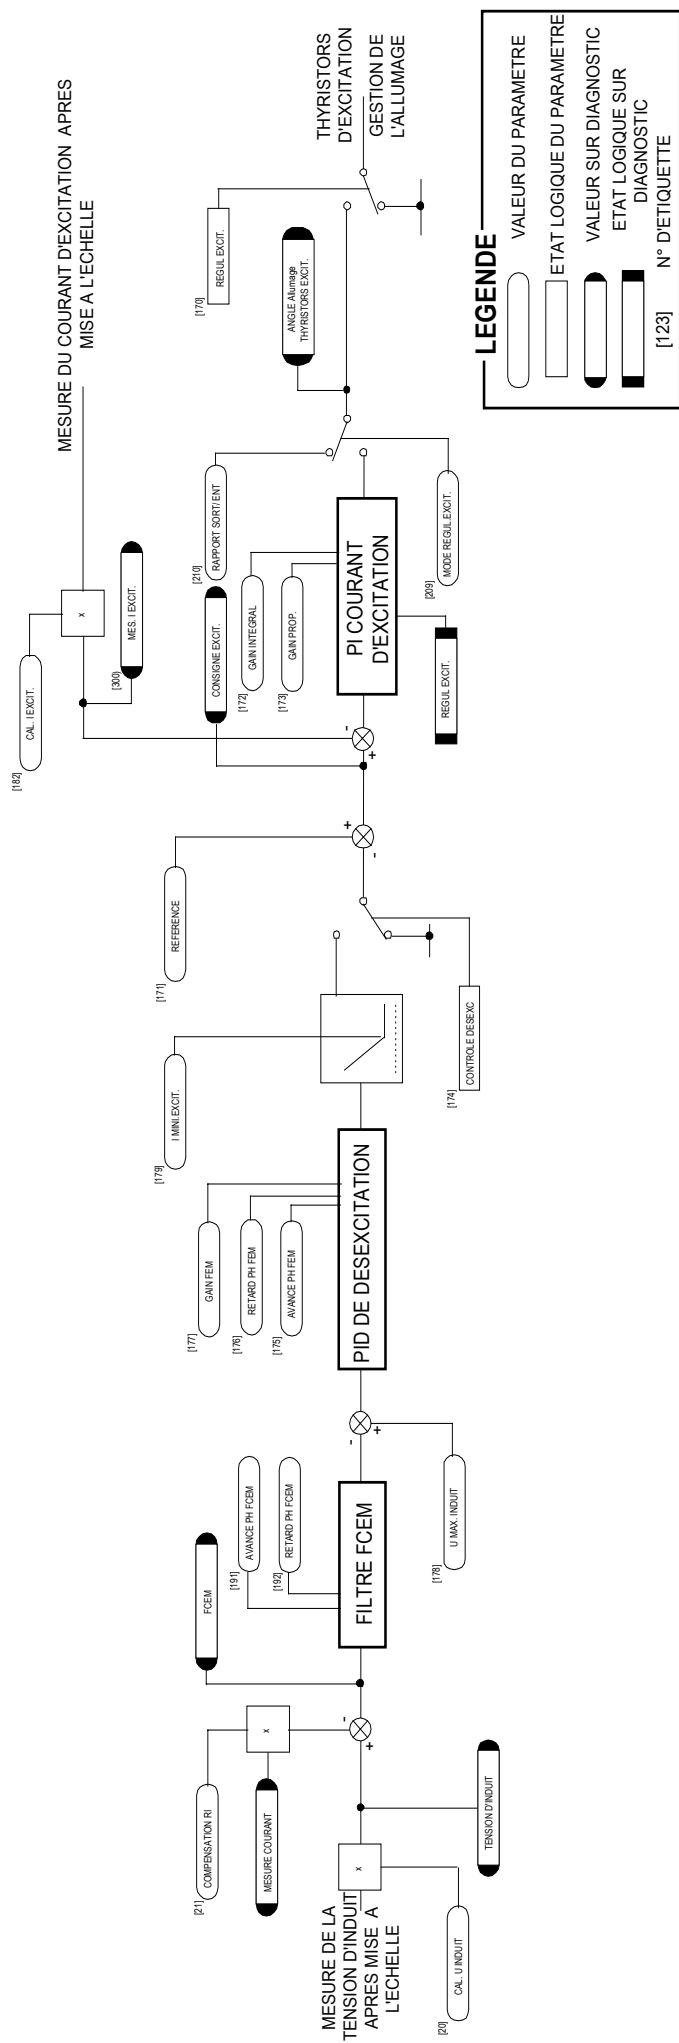 MESURE DE LA
TENSION D'INDUIT
APRES MISE A
L'ECHELLE
[20]
CAL. U INDUIT
x
TENSION D'INDUIT
[21]
COMPENSATION RI
MESURE COURANT
x
+
-
FCEM
[191]
AVANCE PH FCEM
[192]
RETARD PH FCEM
FILTRE FCEM
-
+
[178]
U MAX. INDUIT
[177]
GAIN FEM
[176]
RETARD PH FEM
[175]
AVANCE PH FEM
PID DE DESEXCITATION
[179]
I MINI.EXCIT.
[174]
CONTROLE DESEXC
[171]
REFERENCE
+
-
[182]
CAL. I EXCIT.
x
[300)
MES. I EXCIT.
MESURE DU COURANT D'EXCITATION APRES
MISE A L'ECHELLE
-
+
CONSIGNE EXCIT.
[210]
RAPPORT SORT/ENT
[172]
GAIN INTEGRAL
[173]
GAIN PROP.
PI COURANT
D'EXCITATION
REGUL EXCIT.
[209]
MODE REGUL.EXCIT.
ANGLE Allumage
THYRISTORS EXCIT.
[170]
REGUL EXCIT.
THYRISTORS
D'EXCITATION
GESTION DE
L'ALLUMAGE
LEGENDE
VALEUR DU PARAMETRE
ETAT LOGIQUE DU PARAMETRE
VALEUR SUR DIAGNOSTIC
ETAT LOGIQUE SUR
DIAGNOSTIC
[123]
N° D'ETIQUETTE